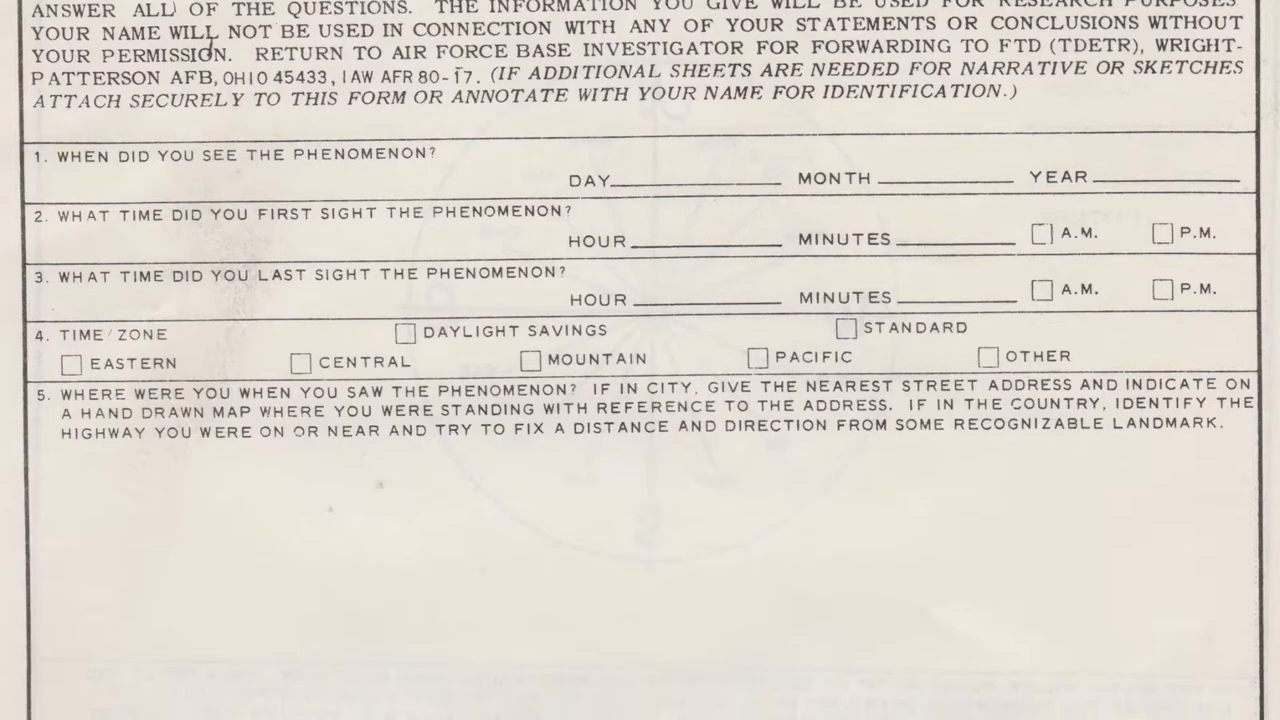 ANSWER ALL OF THE QUESTIONS. THE INFORMATION YOU GIVE WILL BE USED FOR RESEARCH PURPOSES
YOUR NAME WILL NOT BE USED IN CONNECTION WITH ANY OF YOUR STATEMENTS OR CONCLUSIONS WITHOUT
YOUR PERMISSION. RETURN TO AIR FORCE BASE INVESTIGATOR FOR FORWARDING TO FTD (TDETR), WRIGHT-
PATTERSON AFB, OHIO 45433, IAW AFR 80-17. (IF ADDITIONAL SHEETS ARE NEEDED FOR NARRATIVE OR SKETCHES
ATTACH SECURELY TO THIS FORM OR ANNOTATE WITH YOUR NAME FOR IDENTIFICATION.)
1. WHEN DID YOU SEE THE PHENOMENON?
DAY MONTH YEAR
2. WHAT TIME DID YOU FIRST SIGHT THE PHENOMENON?
HOUR MINUTES A.M. P.M.
3. WHAT TIME DID YOU LAST SIGHT THE PHENOMENON?
HOUR MINUTES A.M. P.M.
4. TIME/ZONE DAYLIGHT SAVINGS STANDARD
EASTERN CENTRAL MOUNTAIN PACIFIC OTHER
5. WHERE WERE YOU WHEN YOU SAW THE PHENOMENON? IF IN CITY, GIVE THE NEAREST STREET ADDRESS AND INDICATE ON
A HAND DRAWN MAP WHERE YOU WERE STANDING WITH REFERENCE TO THE ADDRESS. IF IN THE COUNTRY, IDENTIFY THE
HIGHWAY YOU WERE ON OR NEAR AND TRY TO FIX A DISTANCE AND DIRECTION FROM SOME RECOGNIZABLE LANDMARK.